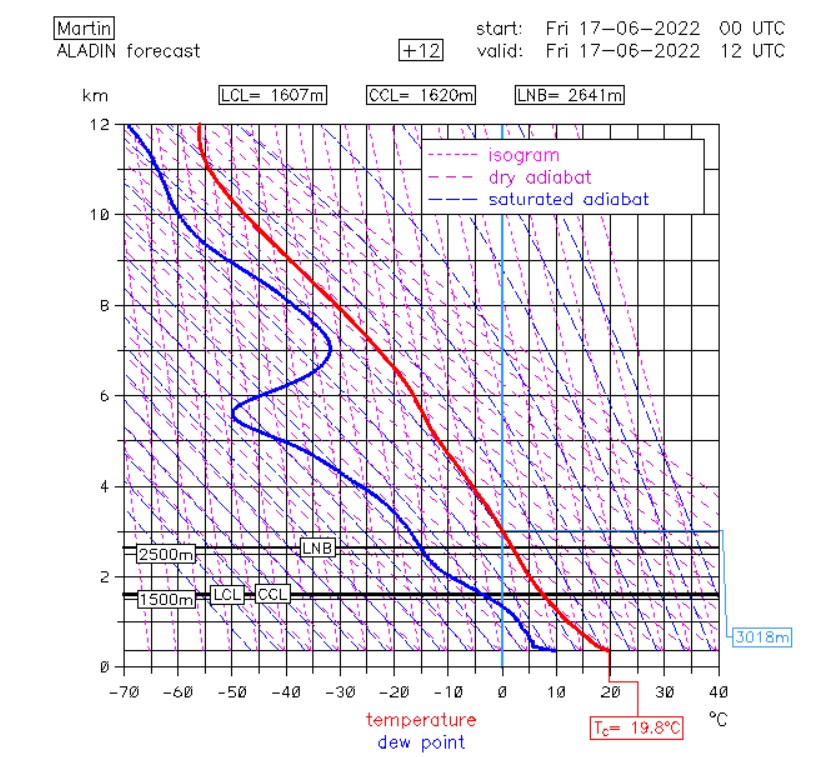 Martin
start: Fri 17-06-2022 00 UTC
ALADIN forecast
+12
valid: Fri 17-06-2022 12 UTC
km
LCL= 1607m
CCL= 1620m
LNB= 2641m
12
isogram
dry adiabat
saturated adiabat
10
8
6
4
LNB
2500m
2
LCL
CCL
1500m
3018m
0
-70 -60 -50 -40 -30 -20 -10 0 10 20 30 40
temperature
°C
Tc= 19.8°C
dew point